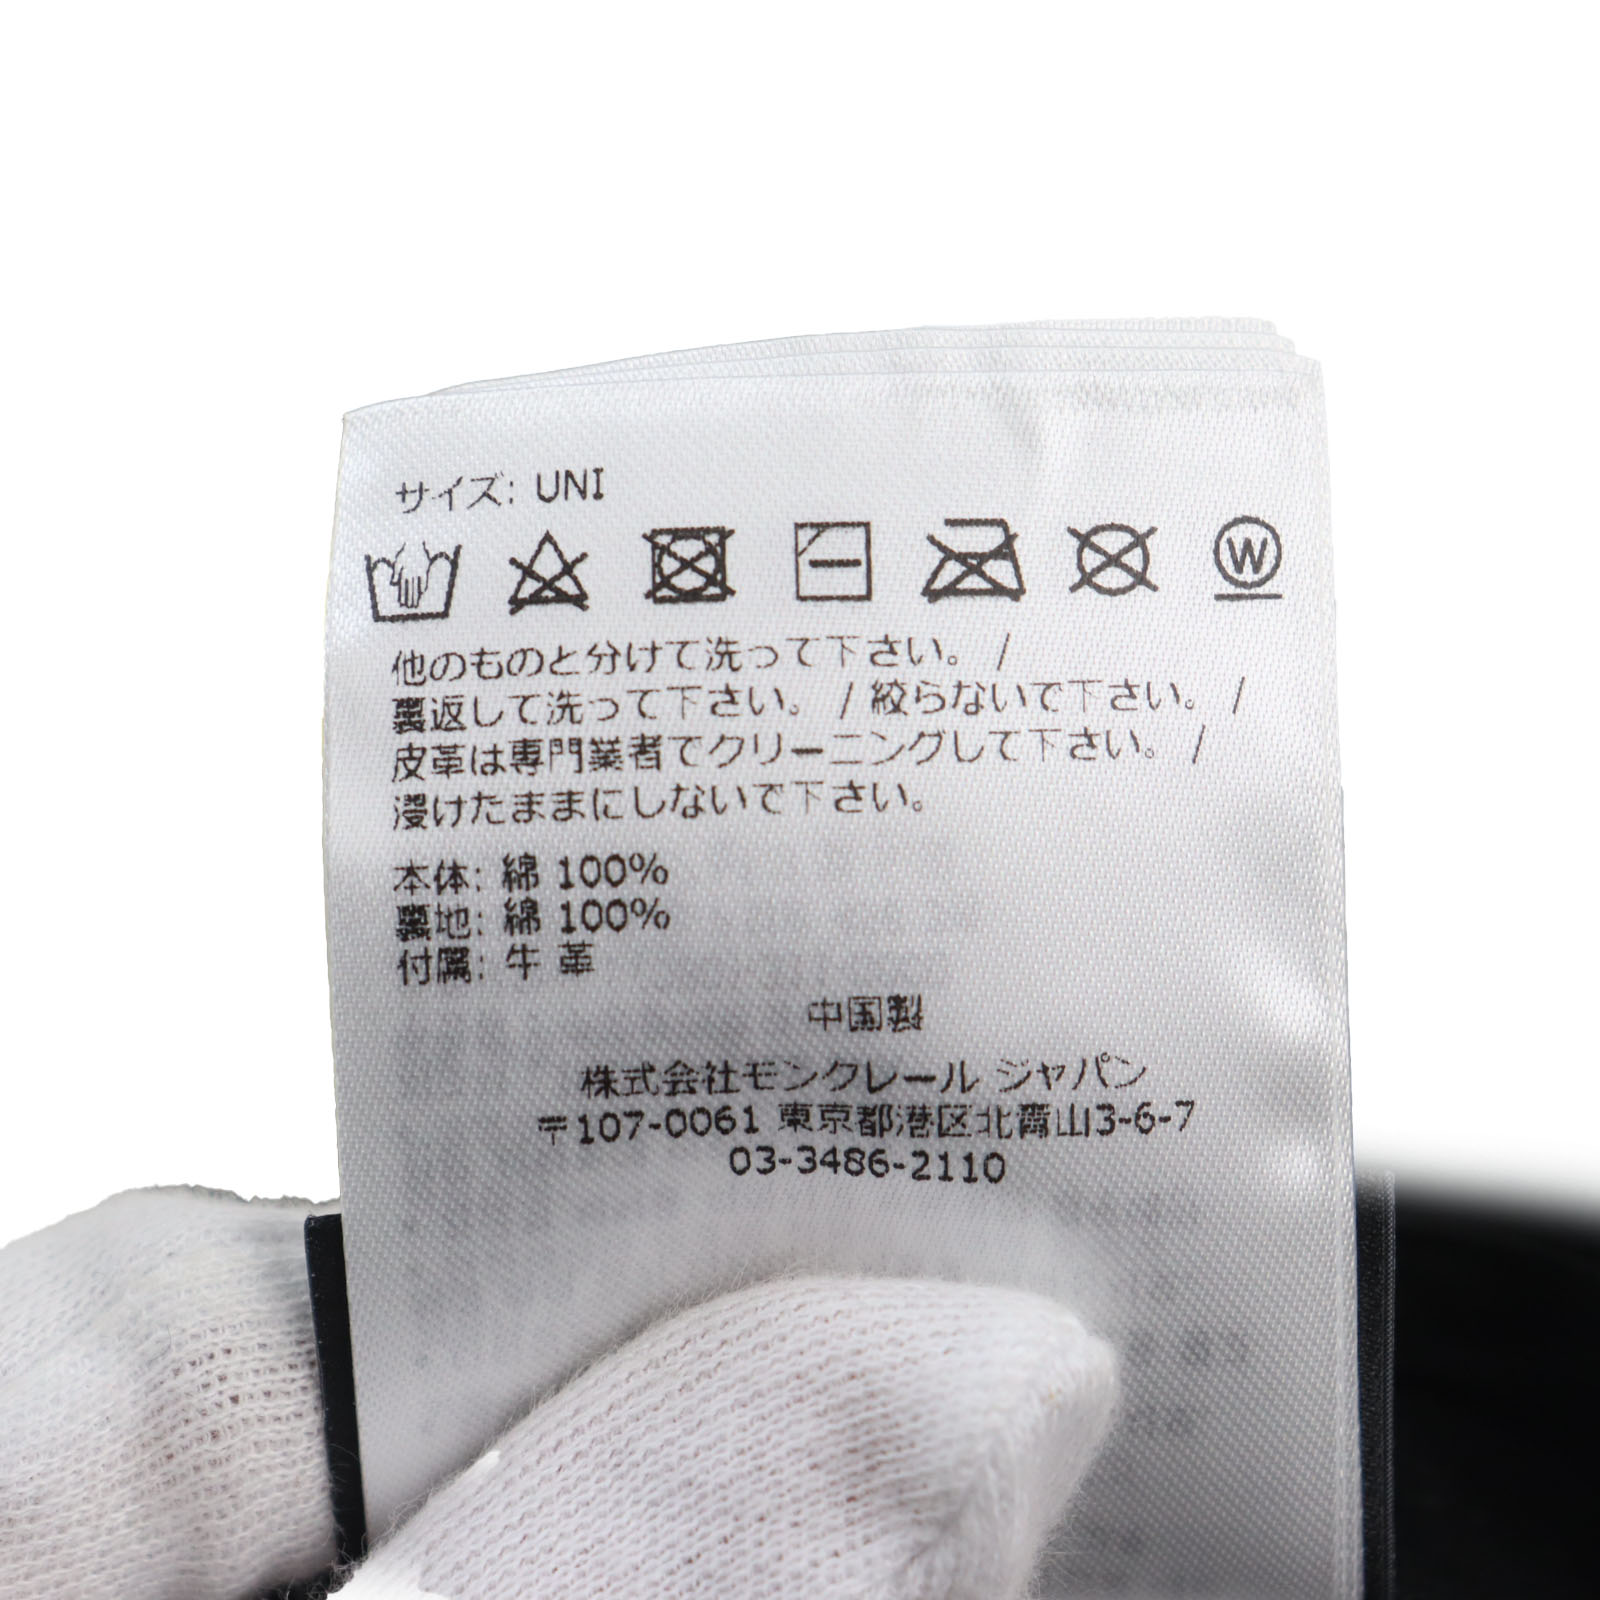 サイズ: UNI
W
他のものと分けて洗って下さい。 /
裏返して洗って下さい。 / 絞らないで下さい。 /
皮革は専門業者でクリーニングして下さい。 /
浸けたままにしないで下さい。
本体: 綿 100%
裏地: 綿 100%
付属: 牛 革
中国製
株式会社モンクレール ジャパン
〒107-0061 東京都港区北青山3-6-7
03-3486-2110